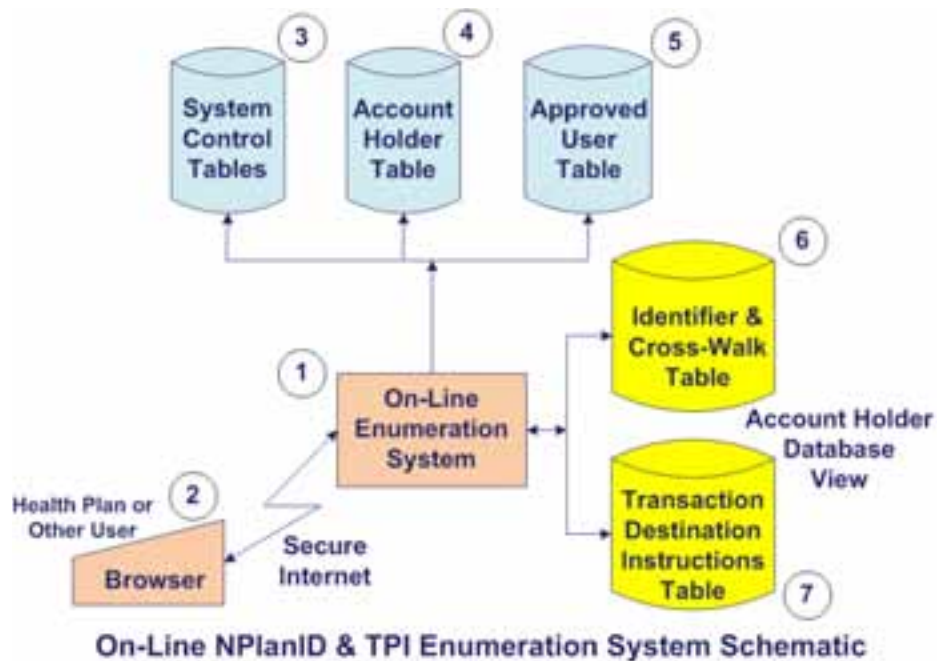 3
4
5
System
Control
Tables
Account
Holder
Table
Approved
User
Table
6
Identifier &
Cross-Walk
Table
1
On-Line
Enumeration
System
Account Holder
Database
View
2
Health Plan or
Other User
Browser
Secure
Internet
Transaction
Destination
Instructions
Table
7
On-Line NPlanID & TPI Enumeration System Schematic